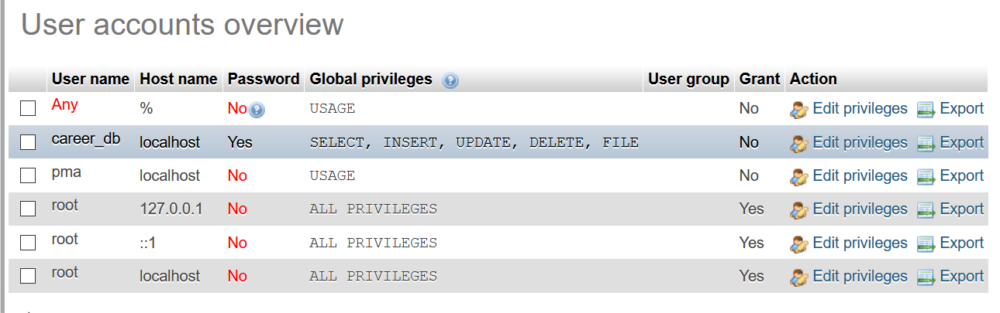 User accounts overview
User name Host name Password Global privileges User group Grant Action
Any % No USAGE No Edit privileges Export
career_db localhost Yes SELECT, INSERT, UPDATE, DELETE, FILE No Edit privileges Export
pma localhost No USAGE No Edit privileges Export
root 127.0.0.1 No ALL PRIVILEGES Yes Edit privileges Export
root ::1 No ALL PRIVILEGES Yes Edit privileges Export
root localhost No ALL PRIVILEGES Yes Edit privileges Export